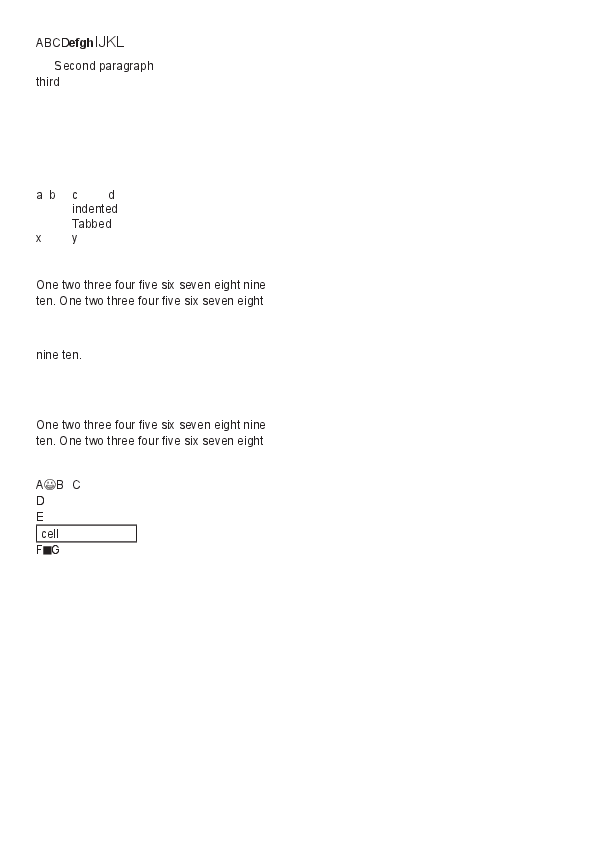 ABCDefghIJKL
Second paragraph
third
a b c d
indented
Tabbed
x y
One two three four five six seven eight nine
ten. One two three four five six seven eight
nine ten.
One two three four five six seven eight nine
ten. One two three four five six seven eight
A😀B C
D
E
cell
F■G